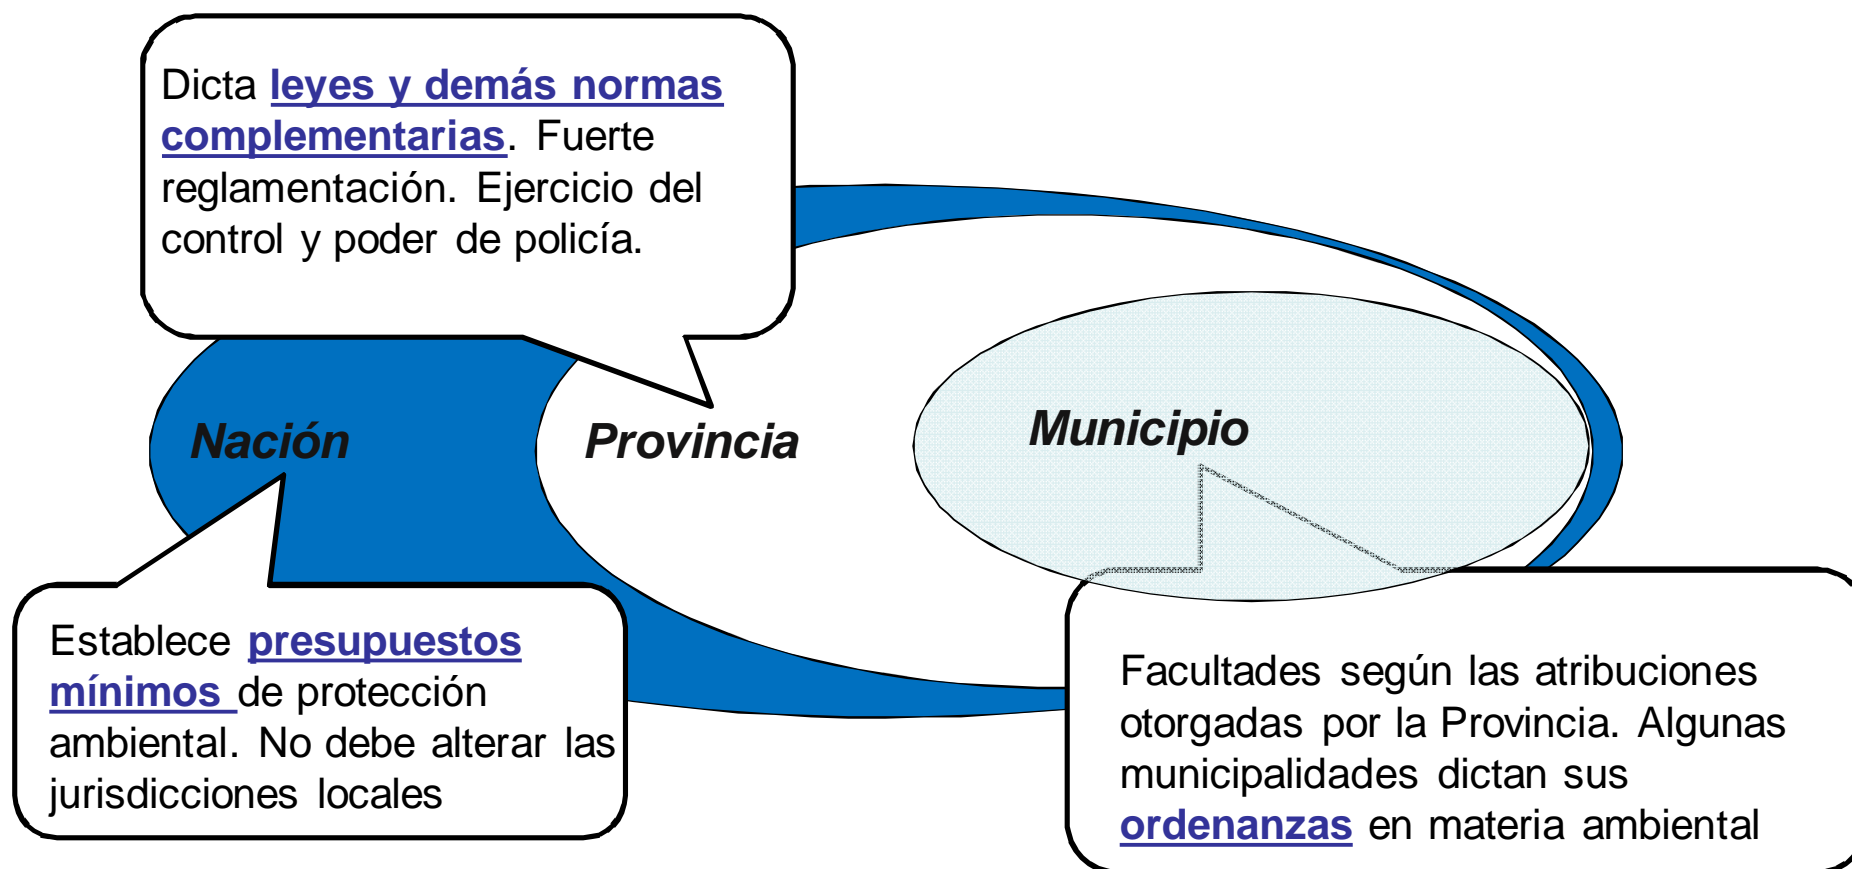 Dicta leyes y demás normas
complementarias. Fuerte
reglamentación. Ejercicio del
control y poder de policía.
Nación
Provincia
Municipio
Establece presupuestos
mínimos de protección
ambiental. No debe alterar las
jurisdicciones locales
Facultades según las atribuciones
otorgadas por la Provincia. Algunas
municipalidades dictan sus
ordenanzas en materia ambiental